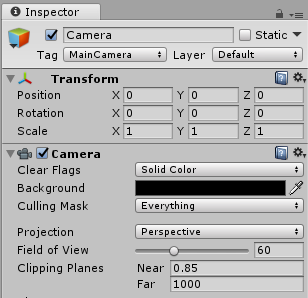 Inspector
Camera Static
Tag MainCamera Layer Default
Transform
Position X 0 Y 0 Z 0
Rotation X 0 Y 0 Z 0
Scale X 1 Y 1 Z 1
Camera
Clear Flags Solid Color
Background
Culling Mask Everything
Projection Perspective
Field of View 60
Clipping Planes Near 0.85
Far 1000